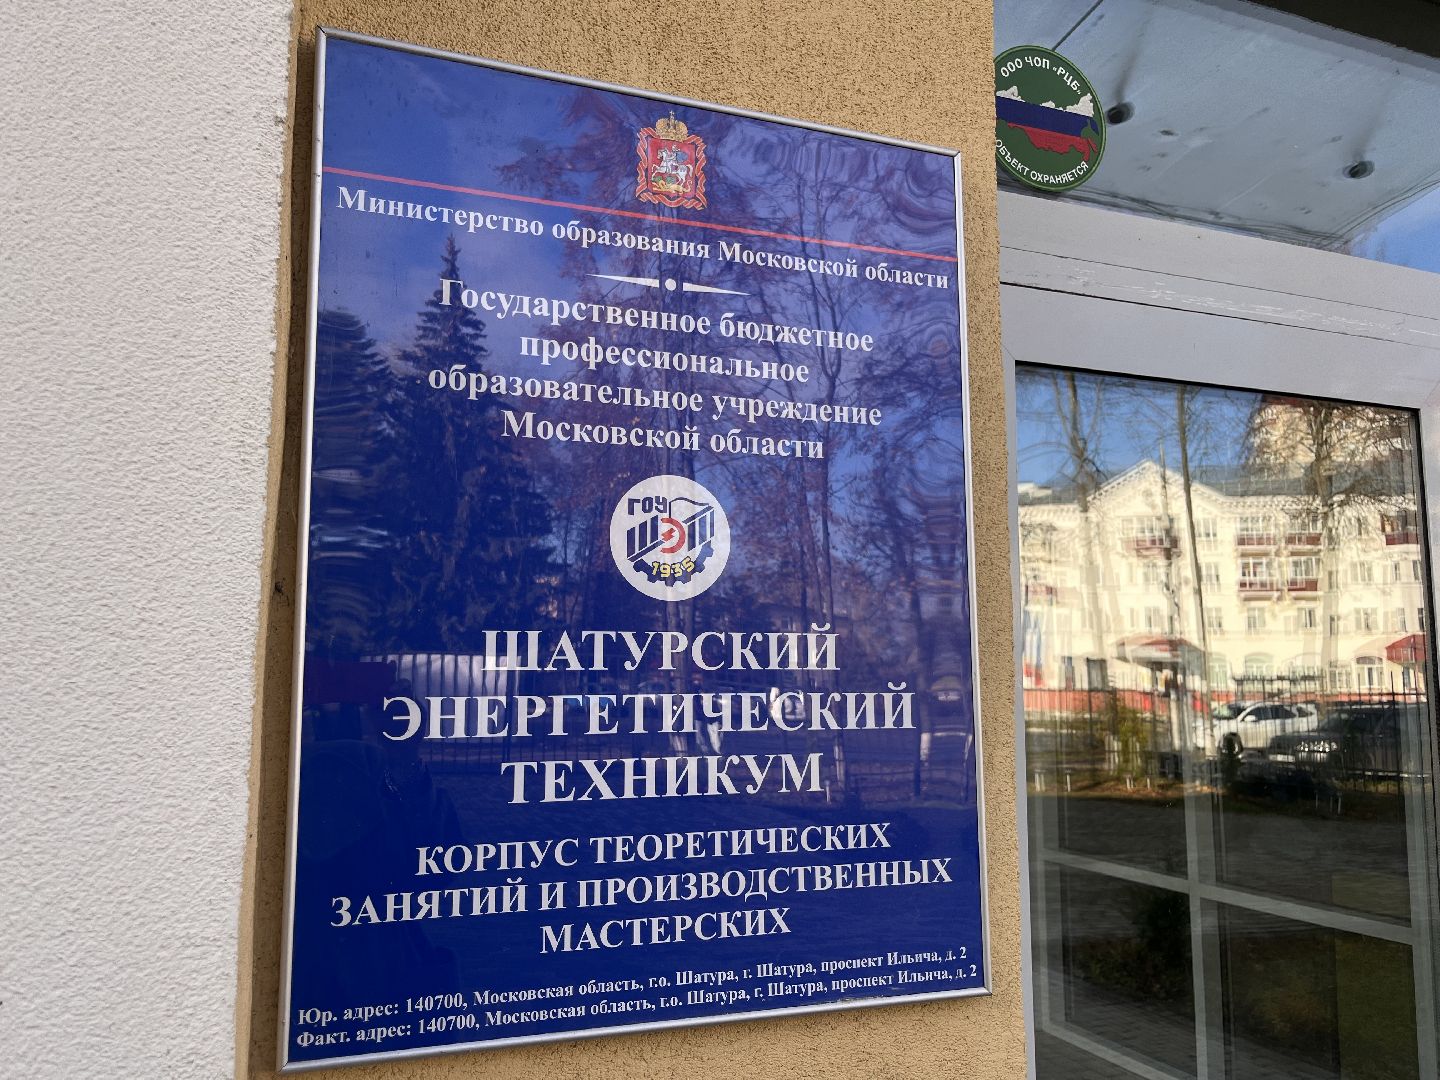 Министерство образования Московской области
Государственное бюджетное
профессиональное
образовательное учреждение
Московской области
ГОУ
ШЭТ
1935
ШАТУРСКИЙ
ЭНЕРГЕТИЧЕСКИЙ
ТЕХНИКУМ
КОРПУС ТЕОРЕТИЧЕСКИХ
ЗАНЯТИЙ И ПРОИЗВОДСТВЕННЫХ
МАСТЕРСКИХ
Юр. адрес: 140700, Московская область, г.о. Шатура, г. Шатура, проспект Ильича, д. 2
Факт. адрес: 140700, Московская область, г.о. Шатура, г. Шатура, проспект Ильича, д. 2
ООО ЧОП «РЦБ»
ОБЪЕКТ ОХРАНЯЕТСЯ